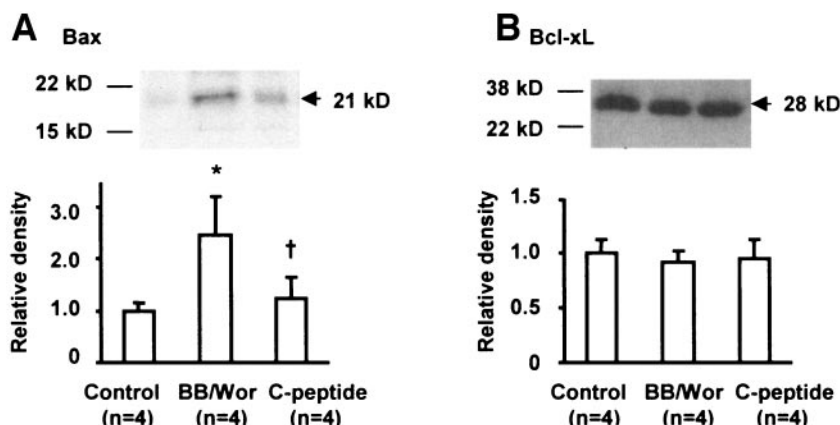 A Bax
22 kD
21 kD
15 kD
*
†
3.0
2.0
1.0
0
Relative density
Control BB/Wor C-peptide
(n=4) (n=4) (n=4)
B Bcl-xL
38 kD
28 kD
22 kD
1.5
1.0
0.5
0
Relative density
Control BB/Wor C-peptide
(n=4) (n=4) (n=4)